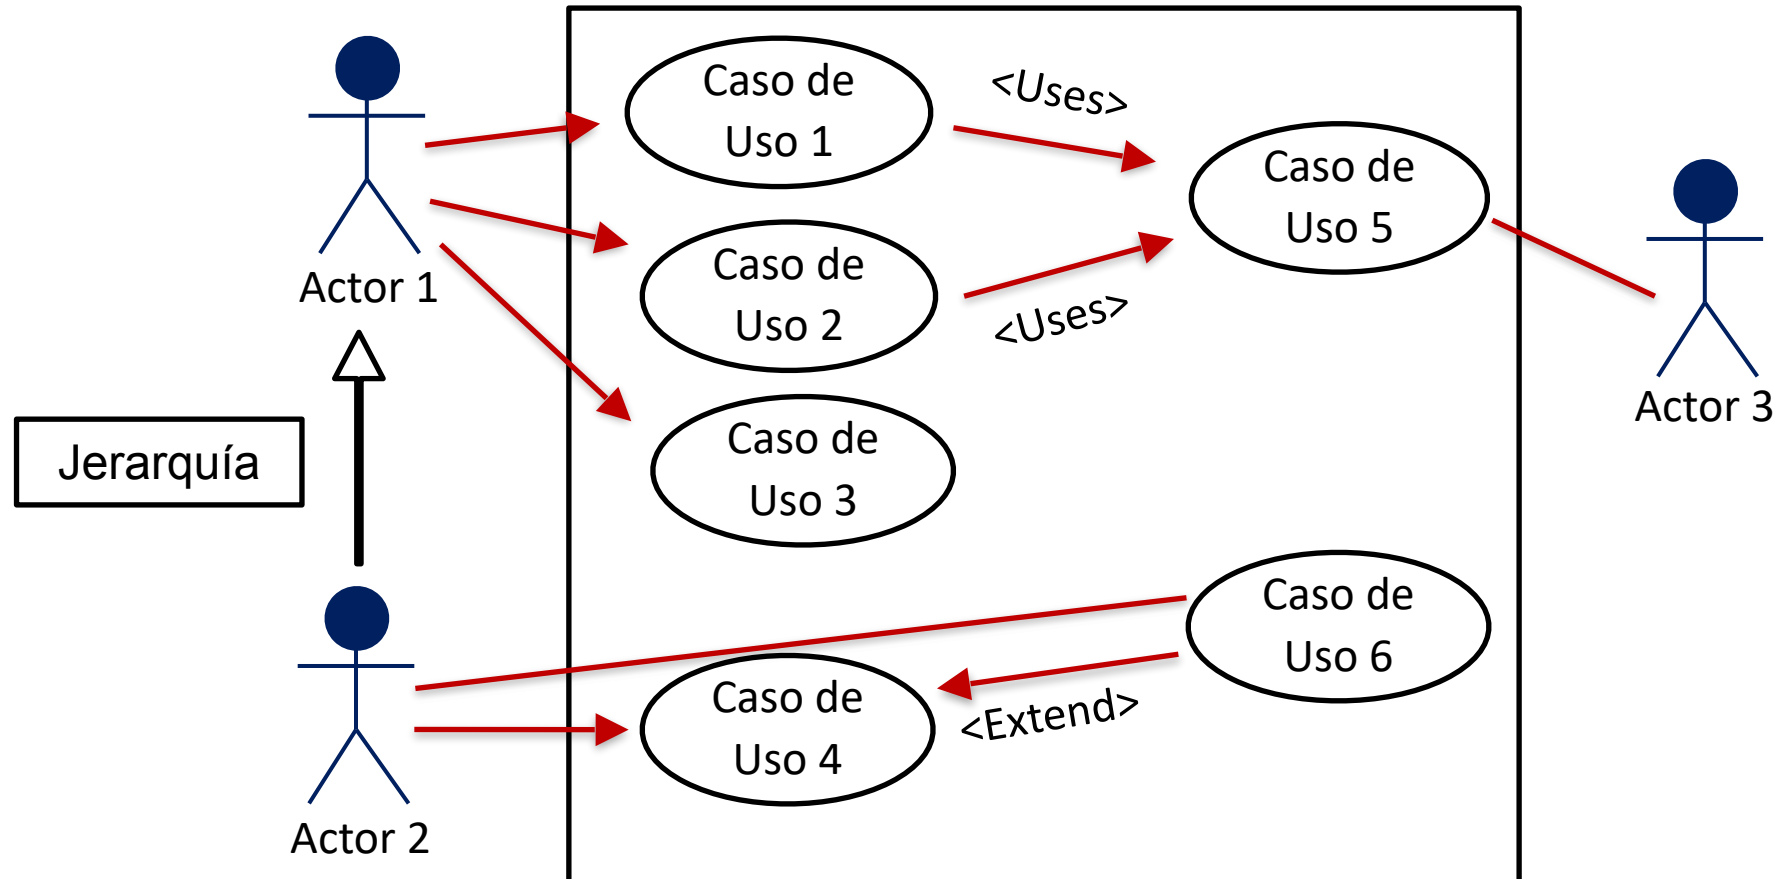 Caso de
Uso 1
<Uses>
Caso de
Uso 5
Actor 1
Caso de
Uso 2
<Uses>
Actor 3
Jerarquía
Caso de
Uso 3
Caso de
Uso 6
Caso de
Uso 4
<Extend>
Actor 2